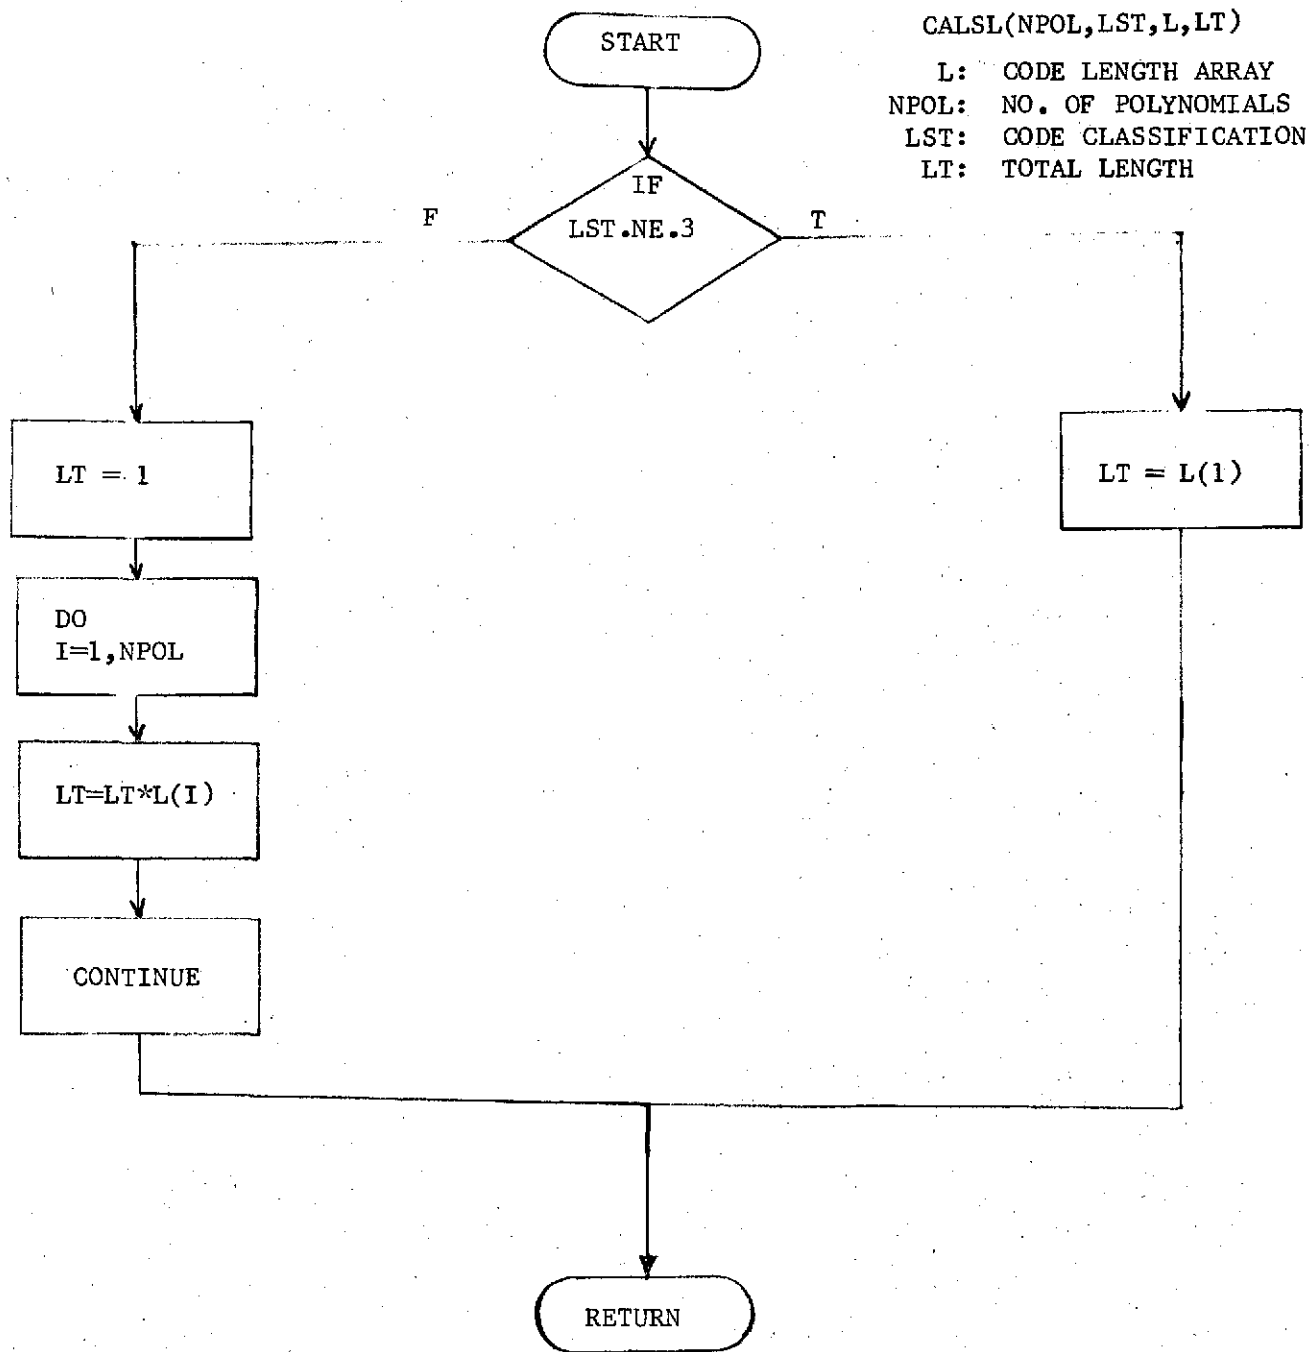 CALSL(NPOL,LST,L,LT)
L: CODE LENGTH ARRAY
NPOL: NO. OF POLYNOMIALS
LST: CODE CLASSIFICATION
LT: TOTAL LENGTH
START
IF
LST.NE.3
F
T
LT = 1
LT = L(1)
DO
I=1,NPOL
LT=LT*L(I)
CONTINUE
RETURN